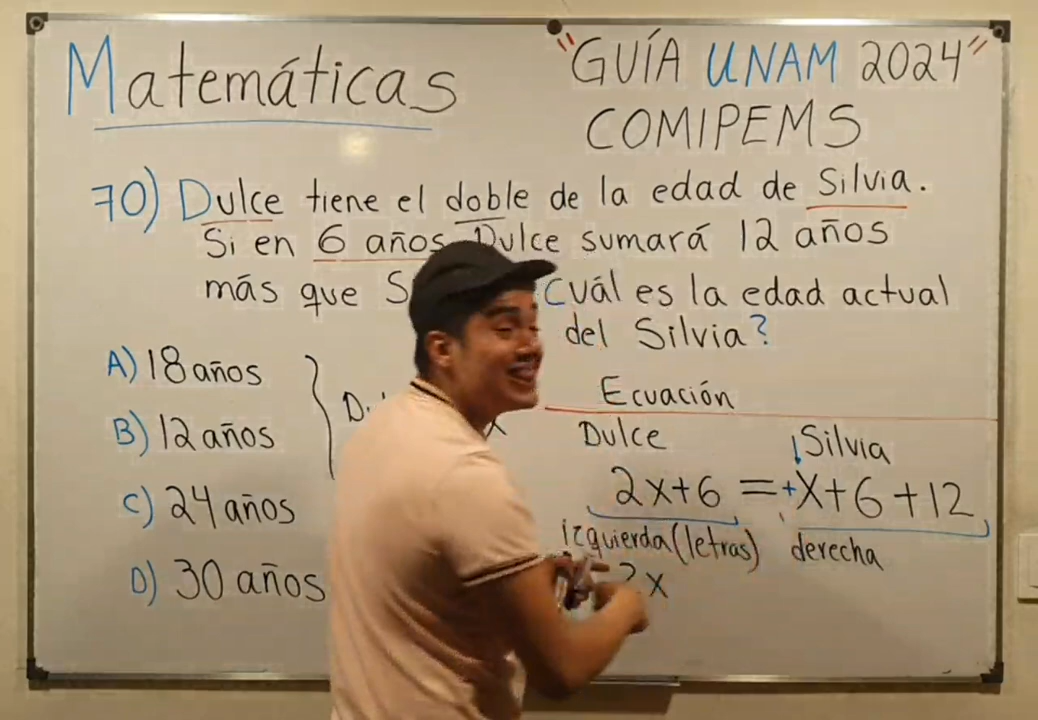 Matemáticas
"GUÍA UNAM 2024"
COMIPEMS
70) Dulce tiene el doble de la edad de Silvia.
Si en 6 años Dulce sumará 12 años
más que S Cuál es la edad actual
del Silvia?
A) 18 años
B) 12 años
C) 24 años
D) 30 años
Ecuación
Dulce
Silvia
2x+6 = +x+6+12
izquierda (letras) derecha
2x